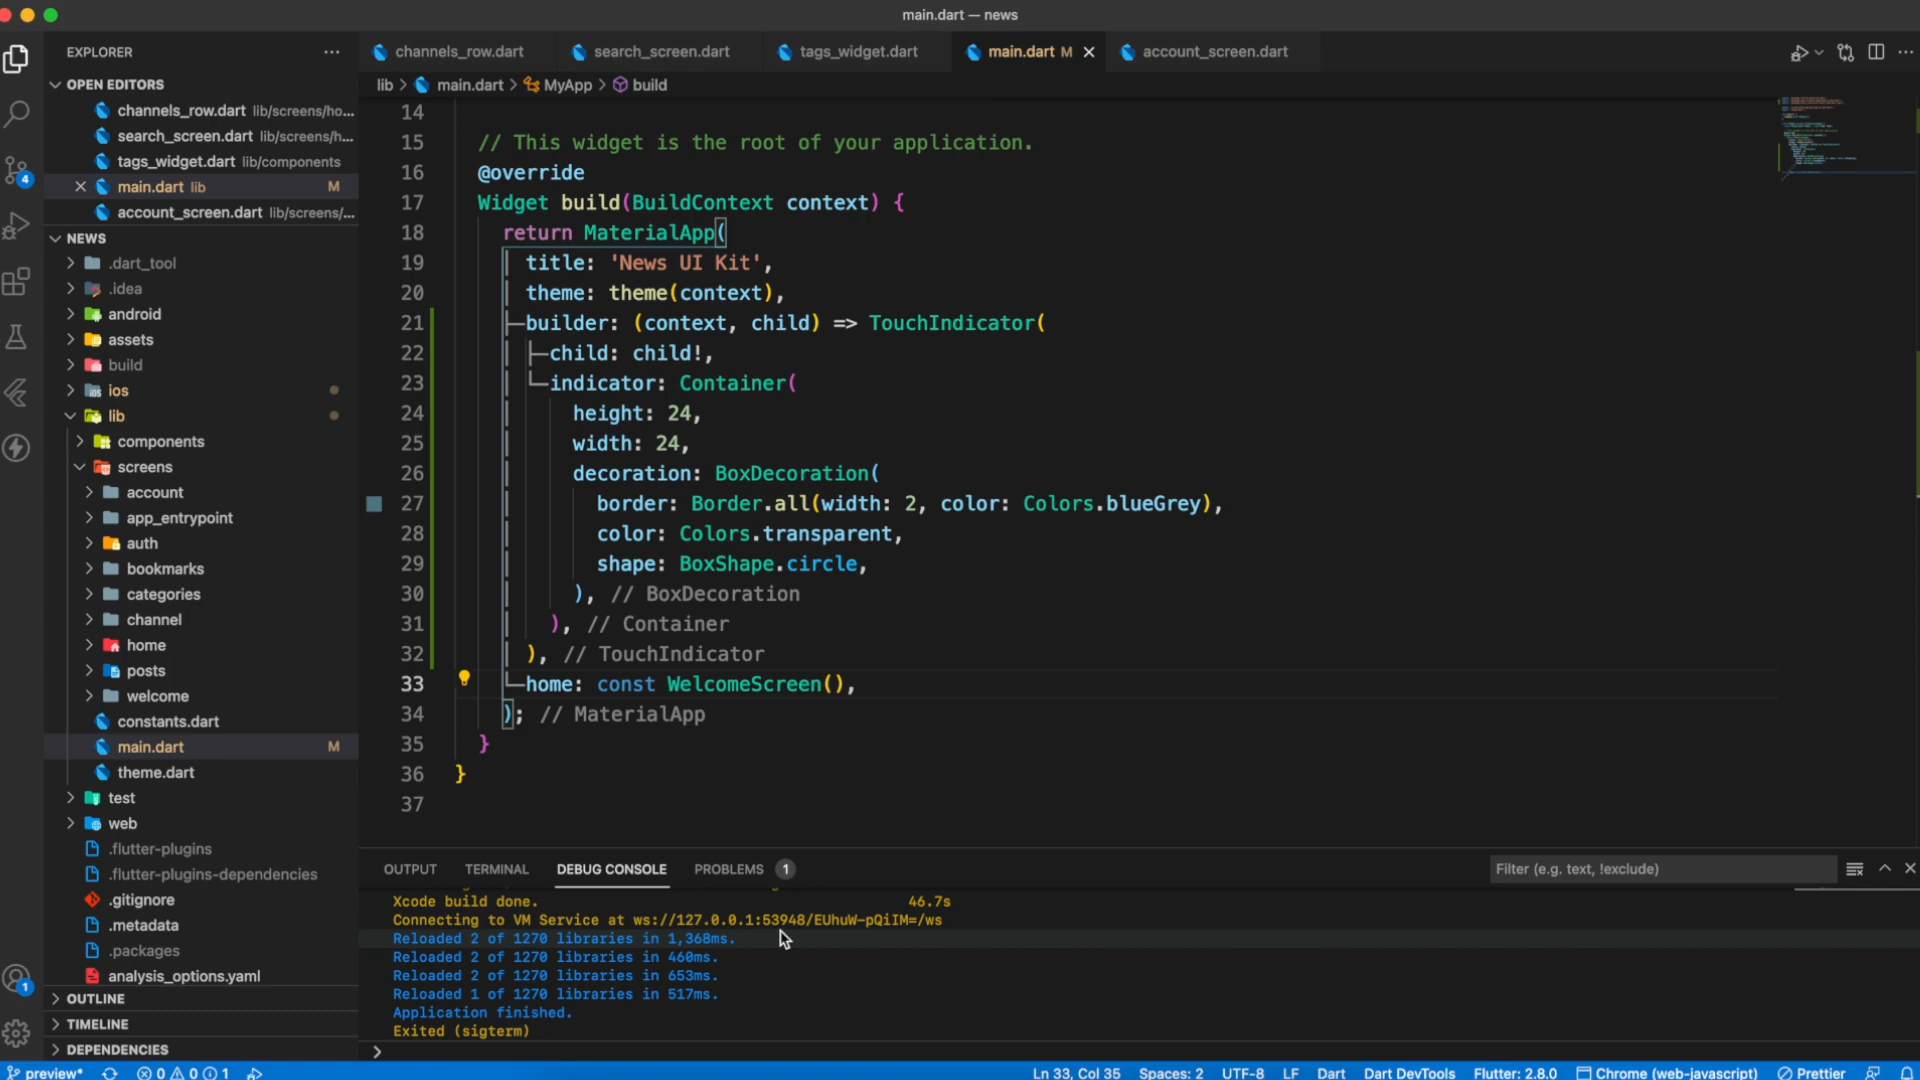 main.dart — news
EXPLORER
OPEN EDITORS
channels_row.dart lib/screens/ho...
search_screen.dart lib/screens/h...
tags_widget.dart lib/components
main.dart lib M
account_screen.dart lib/screens/...
NEWS
.dart_tool
.idea
android
assets
build
ios
lib
components
screens
account
app_entrypoint
auth
bookmarks
categories
channel
home
posts
welcome
constants.dart
main.dart M
theme.dart
test
web
.flutter-plugins
.flutter-plugins-dependencies
.gitignore
.metadata
.packages
analysis_options.yaml
OUTLINE
TIMELINE
DEPENDENCIES
4
1
channels_row.dart search_screen.dart tags_widget.dart main.dart M account_screen.dart
lib > main.dart > MyApp > build
14
15 // This widget is the root of your application.
16 @override
17 Widget build(BuildContext context) {
18 return MaterialApp(
19 title: 'News UI Kit',
20 theme: theme(context),
21 builder: (context, child) => TouchIndicator(
22 child: child!,
23 indicator: Container(
24 height: 24,
25 width: 24,
26 decoration: BoxDecoration(
27 border: Border.all(width: 2, color: Colors.blueGrey),
28 color: Colors.transparent,
29 shape: BoxShape.circle,
30 ), // BoxDecoration
31 ), // Container
32 ), // TouchIndicator
33 home: const WelcomeScreen(),
34 ); // MaterialApp
35 }
36 }
37
OUTPUT TERMINAL DEBUG CONSOLE PROBLEMS 1
Filter (e.g. text, !exclude)
Xcode build done. 46.7s
Connecting to VM Service at ws://127.0.0.1:53948/EUhuW-pQiIM=/ws
Reloaded 2 of 1270 libraries in 1,368ms.
Reloaded 2 of 1270 libraries in 460ms.
Reloaded 2 of 1270 libraries in 653ms.
Reloaded 1 of 1270 libraries in 517ms.
Application finished.
Exited (sigterm)
preview* 0 0 1 Ln 33, Col 35 Spaces: 2 UTF-8 LF Dart Dart DevTools Flutter: 2.8.0 Chrome (web-javascript) Prettier